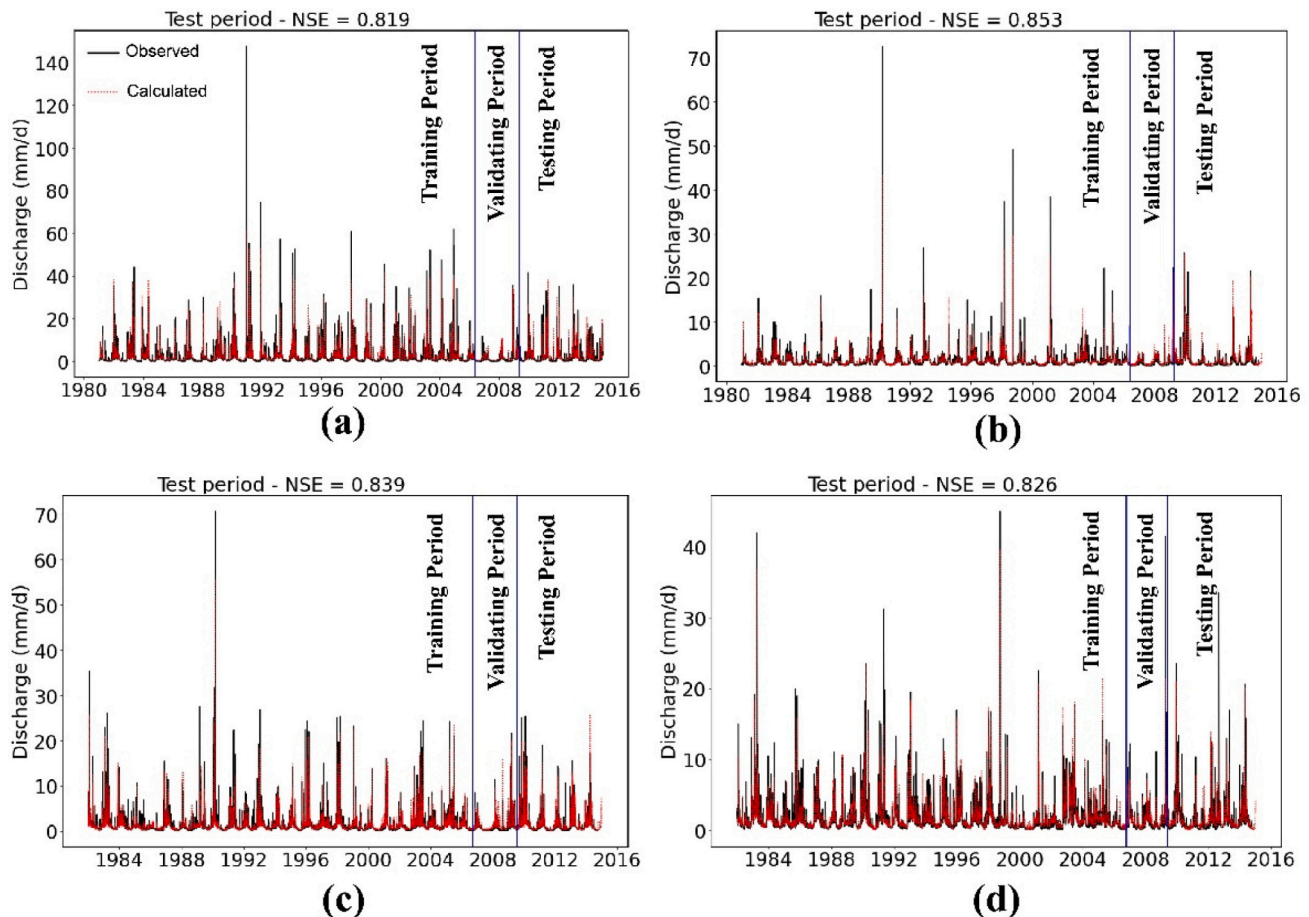 Test period - NSE = 0.819
Observed
Calculated
Training Period
Validating Period
Testing Period
Discharge (mm/d)
140
120
100
80
60
40
20
0
1980 1984 1988 1992 1996 2000 2004 2008 2012 2016
(a)
Test period - NSE = 0.853
Training Period
Validating Period
Testing Period
Discharge (mm/d)
70
60
50
40
30
20
10
0
1980 1984 1988 1992 1996 2000 2004 2008 2012 2016
(b)
Test period - NSE = 0.839
Training Period
Validating Period
Testing Period
Discharge (mm/d)
70
60
50
40
30
20
10
0
1984 1988 1992 1996 2000 2004 2008 2012 2016
(c)
Test period - NSE = 0.826
Training Period
Validating Period
Testing Period
Discharge (mm/d)
40
30
20
10
0
1984 1988 1992 1996 2000 2004 2008 2012 2016
(d)